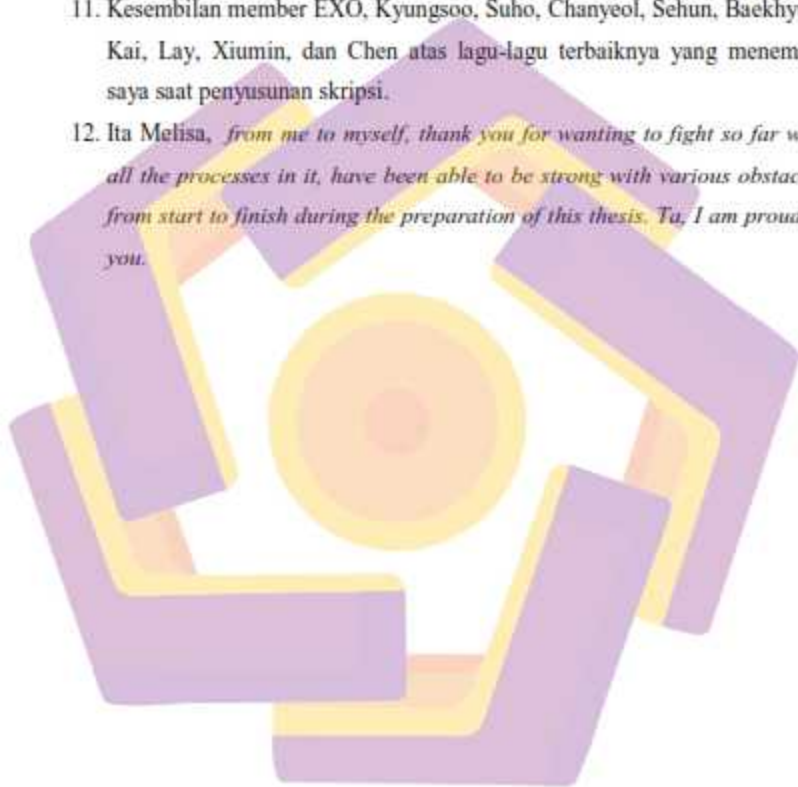 11. Kesembilan member EXO, Kyungsoo, Suho, Chanyeol, Sehun, Baekhy
Kai, Lay, Xiumin, dan Chen atas lagu-lagu terbaiknya yang menem
saya saat penyusunan skripsi.
12. Ita Melisa, from me to myself, thank you for wanting to fight so far w
all the processes in it, have been able to be strong with various obstac
from start to finish during the preparation of this thesis. Ta, I am proud
you.